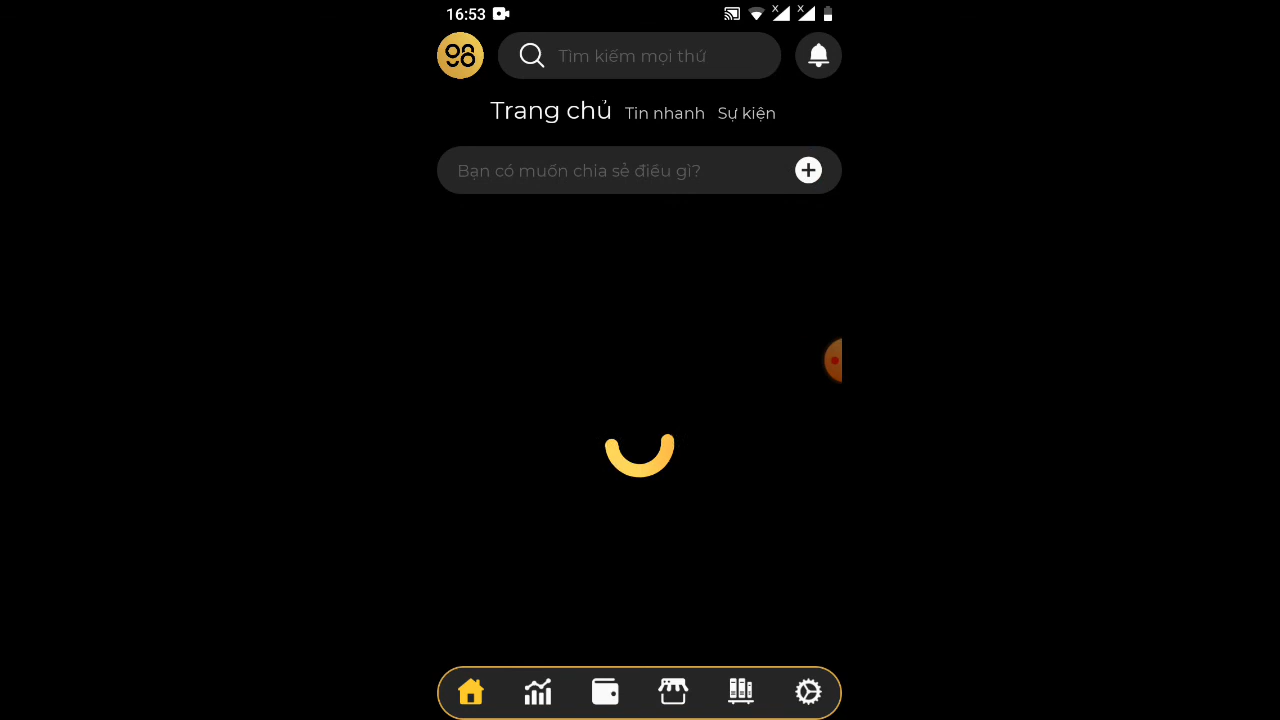 16:53
98
Tìm kiếm mọi thứ
Trang chủ Tin nhanh Sự kiện
Bạn có muốn chia sẻ điều gì?